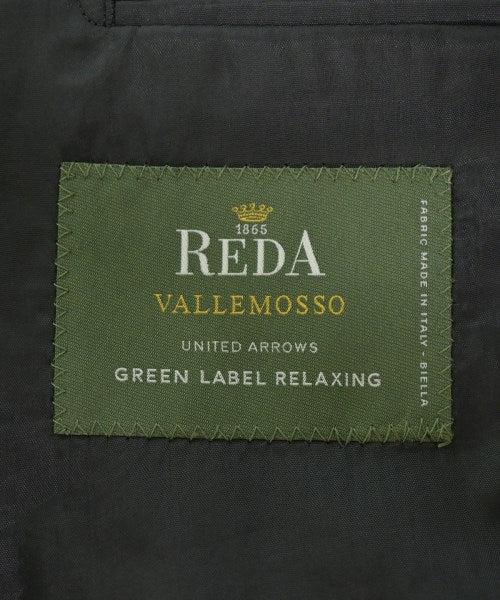 1865
REDA
VALLEMOSSO
UNITED ARROWS
GREEN LABEL RELAXING
FABRIC MADE IN ITALY - BIELLA